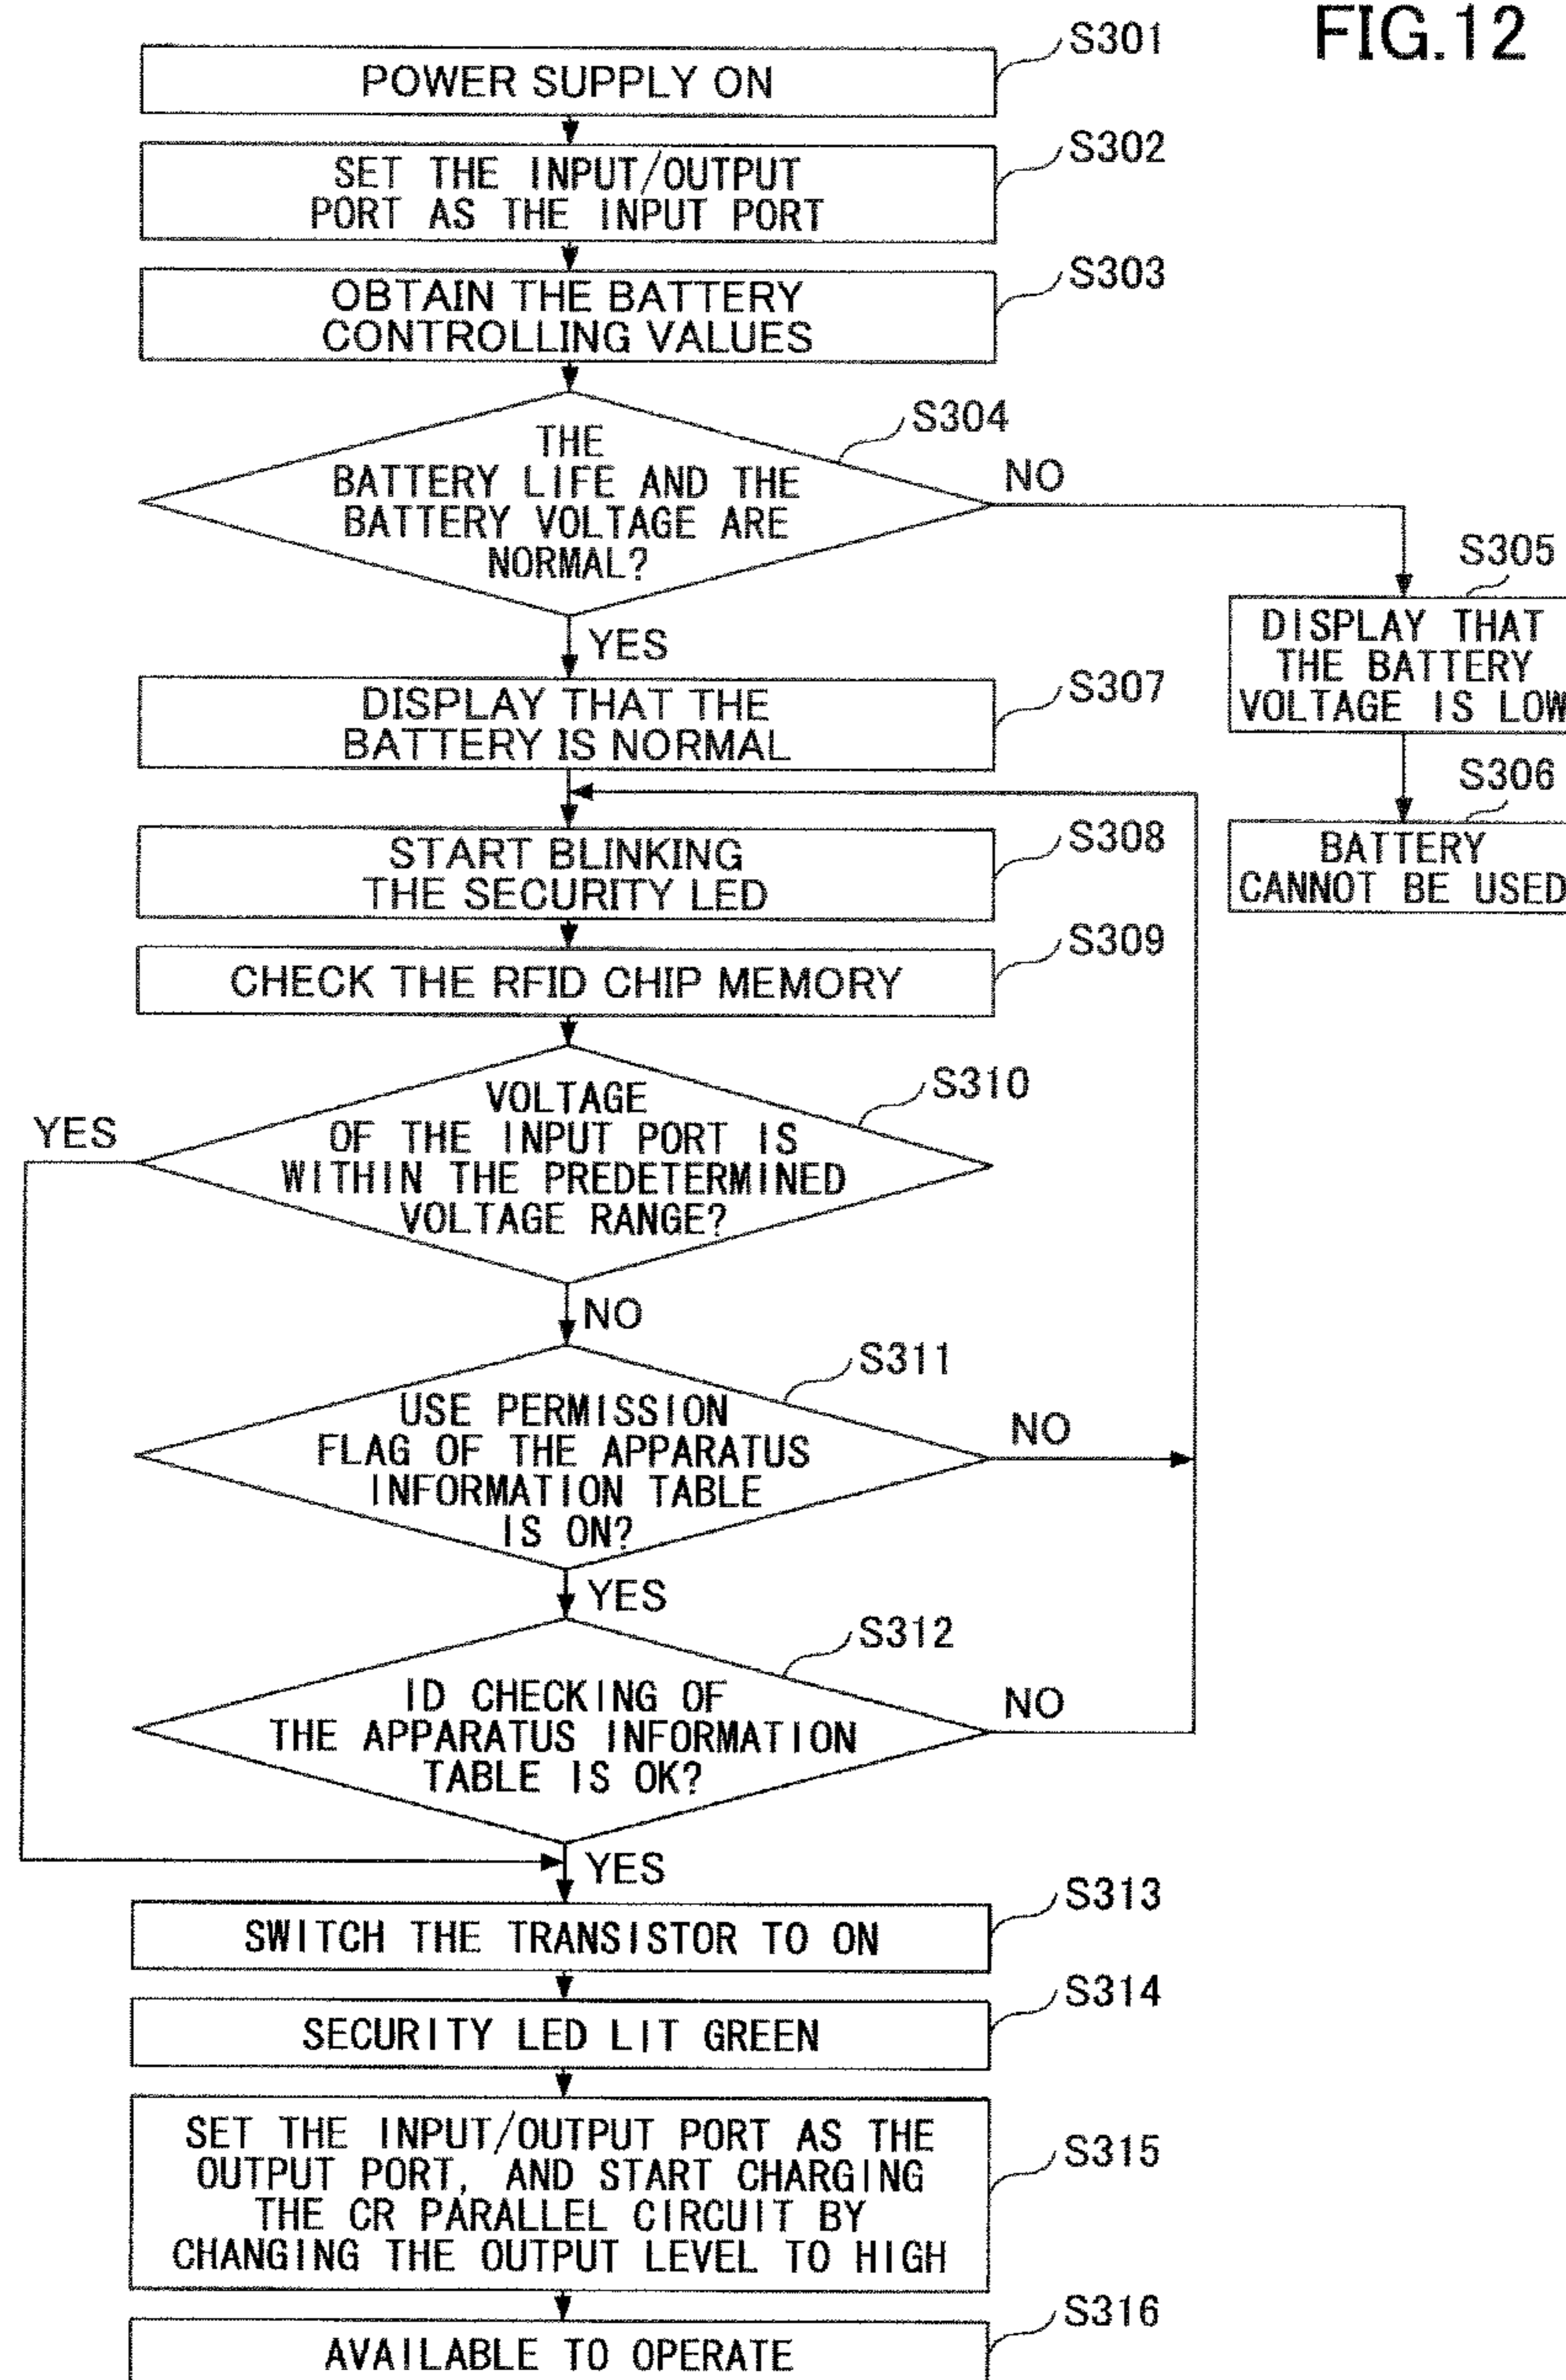 FIG.12
S301
POWER SUPPLY ON
S302
SET THE INPUT/OUTPUT
PORT AS THE INPUT PORT
S303
OBTAIN THE BATTERY
CONTROLLING VALUES
S304
THE
BATTERY LIFE AND THE
BATTERY VOLTAGE ARE
NORMAL?
NO
YES
S305
DISPLAY THAT
THE BATTERY
VOLTAGE IS LOW
S306
BATTERY
CANNOT BE USED
S307
DISPLAY THAT THE
BATTERY IS NORMAL
S308
START BLINKING
THE SECURITY LED
S309
CHECK THE RFID CHIP MEMORY
S310
VOLTAGE
OF THE INPUT PORT IS
WITHIN THE PREDETERMINED
VOLTAGE RANGE?
YES
NO
S311
USE PERMISSION
FLAG OF THE APPARATUS
INFORMATION TABLE
IS ON?
NO
YES
S312
ID CHECKING OF
THE APPARATUS INFORMATION
TABLE IS OK?
NO
YES
S313
SWITCH THE TRANSISTOR TO ON
S314
SECURITY LED LIT GREEN
S315
SET THE INPUT/OUTPUT PORT AS THE
OUTPUT PORT, AND START CHARGING
THE CR PARALLEL CIRCUIT BY
CHANGING THE OUTPUT LEVEL TO HIGH
S316
AVAILABLE TO OPERATE